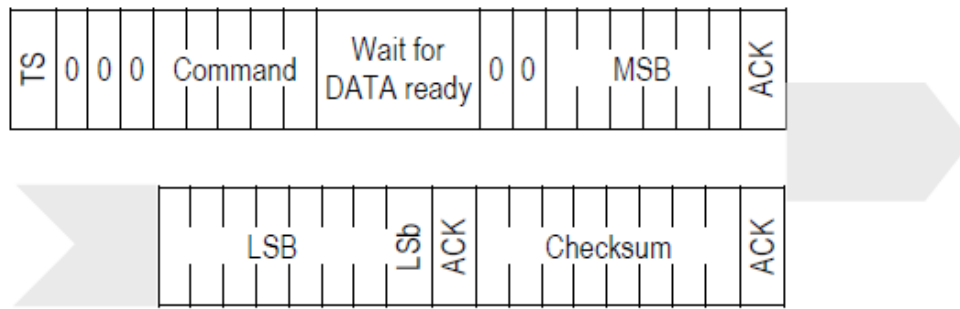 TS 0 0 0 Command Wait for DATA ready 0 0 MSB ACK
LSB LSb ACK Checksum ACK